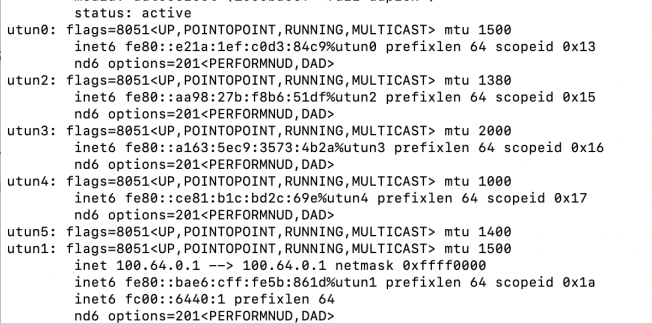 status: active
utun0: flags=8051<UP,POINTOPOINT,RUNNING,MULTICAST> mtu 1500
inet6 fe80::e21a:1ef:c0d3:84c9%utun0 prefixlen 64 scopeid 0x13
nd6 options=201<PERFORMNUD,DAD>
utun2: flags=8051<UP,POINTOPOINT,RUNNING,MULTICAST> mtu 1380
inet6 fe80::aa98:27b:f8b6:51df%utun2 prefixlen 64 scopeid 0x15
nd6 options=201<PERFORMNUD,DAD>
utun3: flags=8051<UP,POINTOPOINT,RUNNING,MULTICAST> mtu 2000
inet6 fe80::a163:5ec9:3573:4b2a%utun3 prefixlen 64 scopeid 0x16
nd6 options=201<PERFORMNUD,DAD>
utun4: flags=8051<UP,POINTOPOINT,RUNNING,MULTICAST> mtu 1000
inet6 fe80::ce81:b1c:bd2c:69e%utun4 prefixlen 64 scopeid 0x17
nd6 options=201<PERFORMNUD,DAD>
utun5: flags=8051<UP,POINTOPOINT,RUNNING,MULTICAST> mtu 1400
utun1: flags=8051<UP,POINTOPOINT,RUNNING,MULTICAST> mtu 1500
inet 100.64.0.1 --> 100.64.0.1 netmask 0xffff0000
inet6 fe80::bae6:cff:fe5b:861d%utun1 prefixlen 64 scopeid 0x1a
inet6 fc00::6440:1 prefixlen 64
nd6 options=201<PERFORMNUD,DAD>